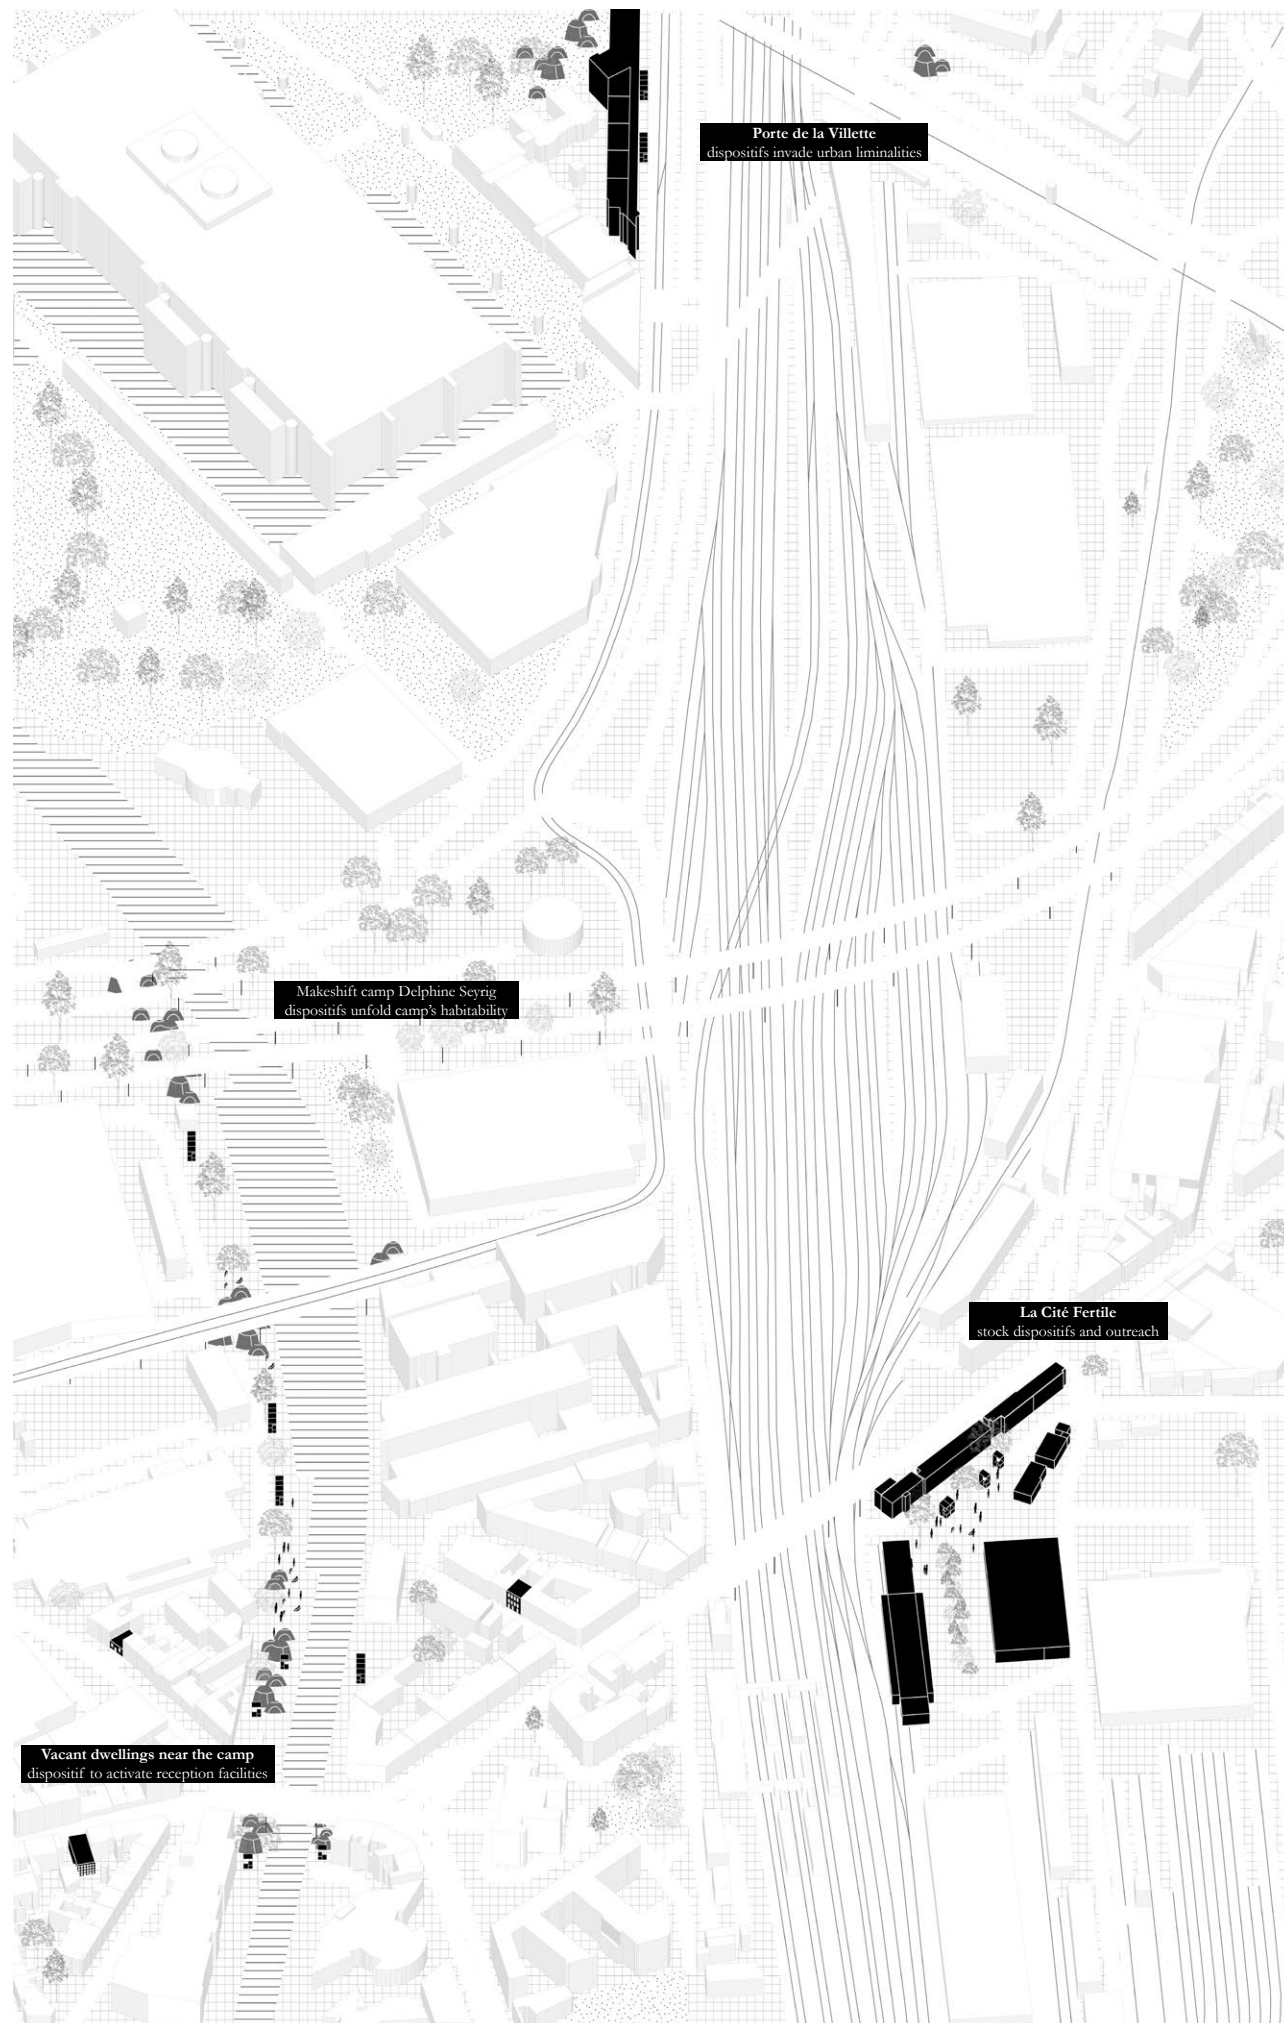 Porte de la Villette
dispositifs invade urban liminalities
Makeshift camp Delphine Seyrig
dispositifs unfold camp's habitability
La Cité Fertile
stock dispositifs and outreach
Vacant dwellings near the camp
dispositif to activate reception facilities